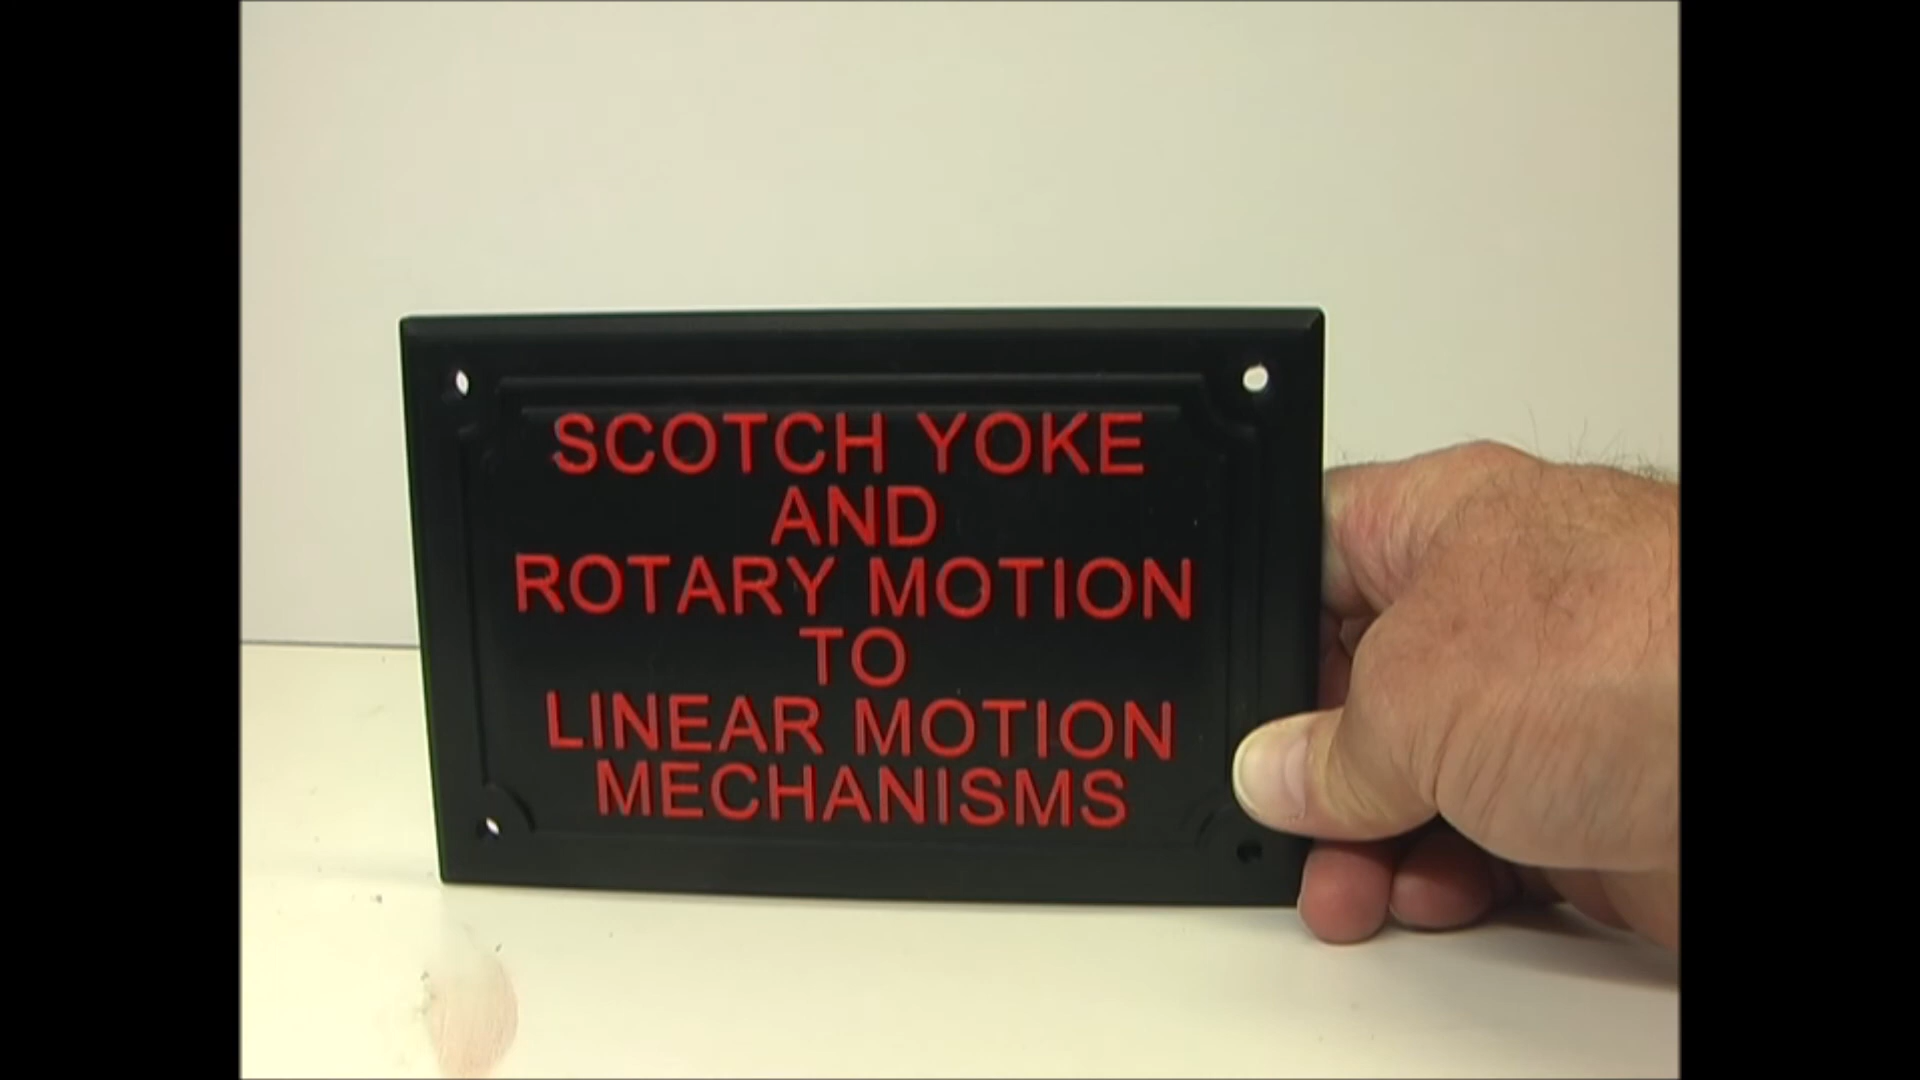 SCOTCH YOKE
AND
ROTARY MOTION
TO
LINEAR MOTION
MECHANISMS